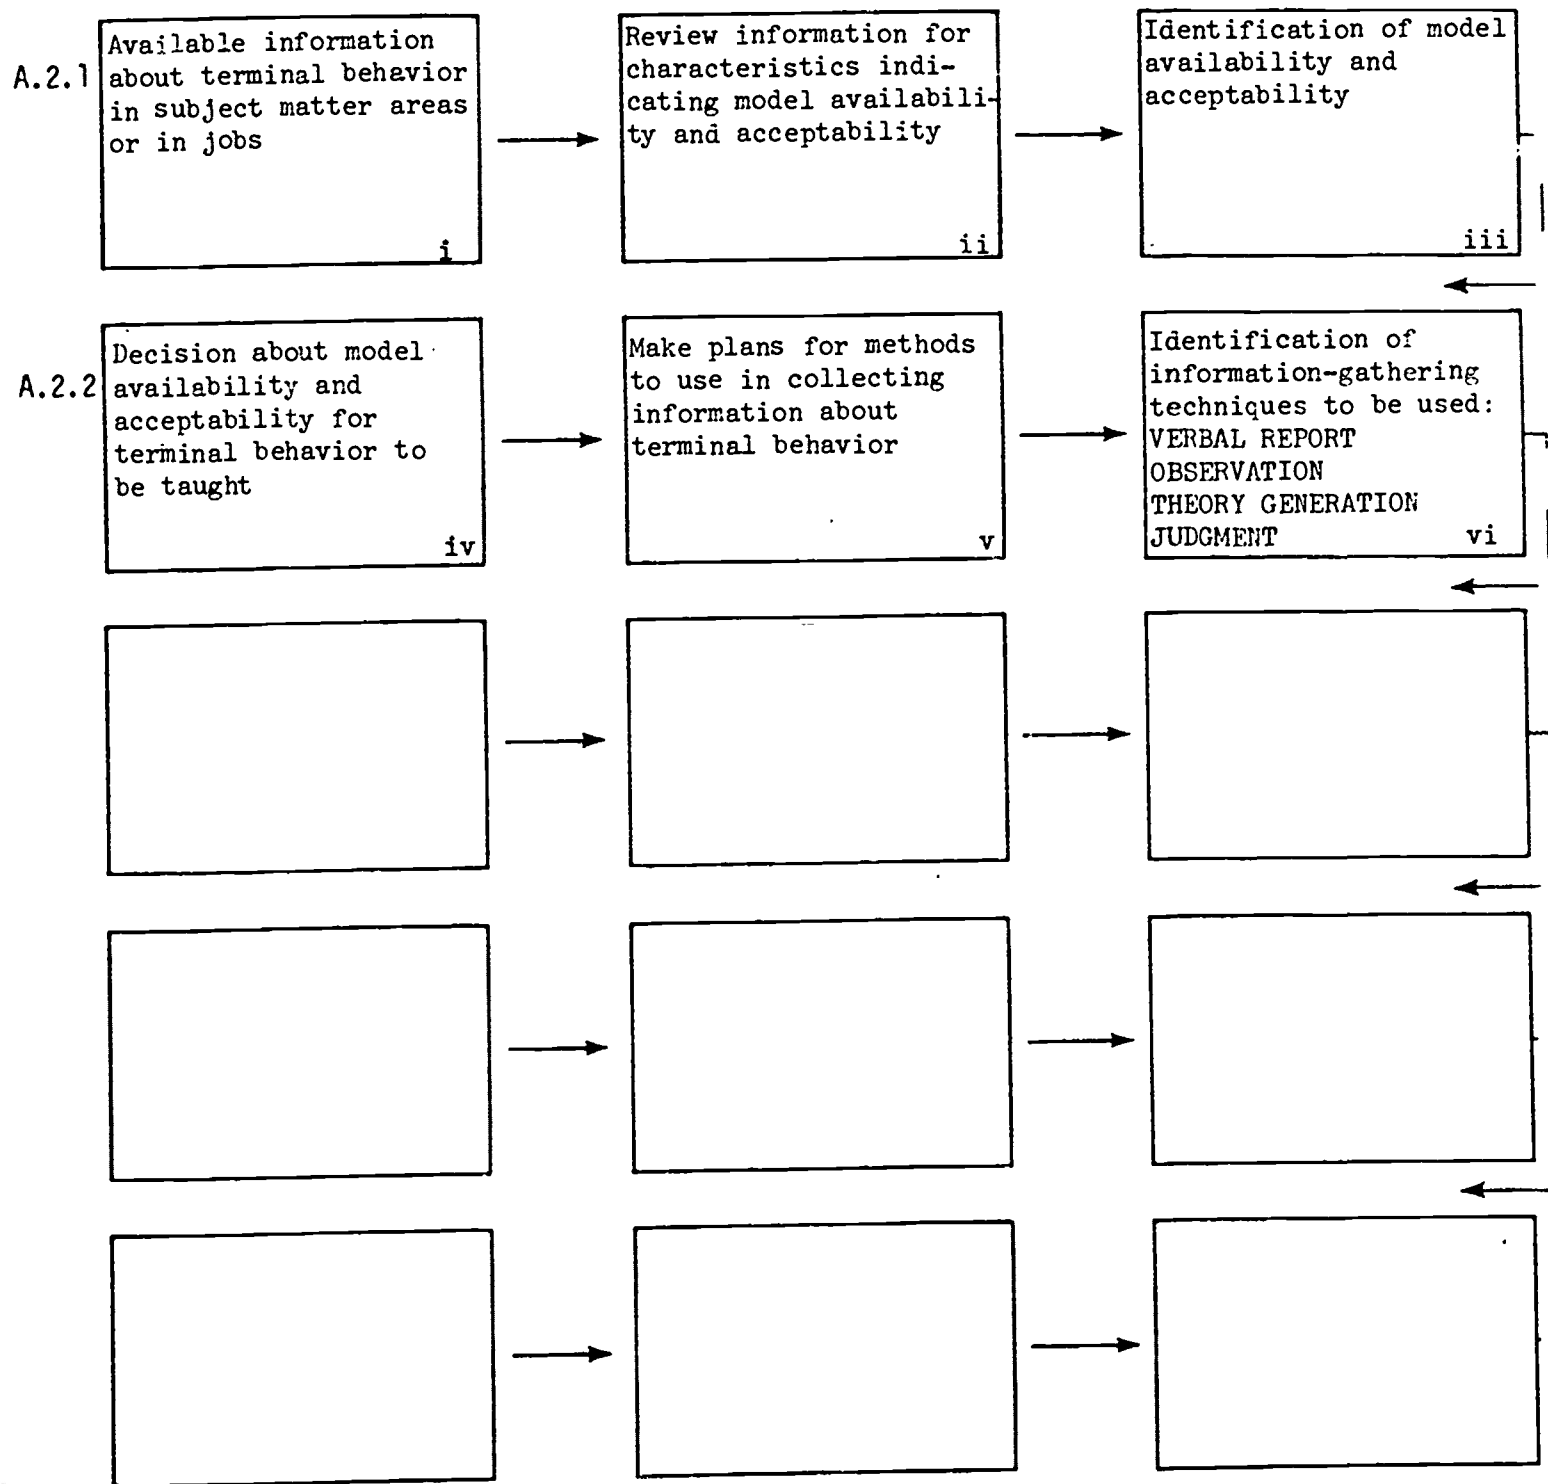 A.2.1
Available information
about terminal behavior
in subject matter areas
or in jobs
i
Review information for
characteristics indi-
cating model availabili-
ty and acceptability
ii
Identification of model
availability and
acceptability
iii
A.2.2
Decision about model
availability and
acceptability for
terminal behavior to
be taught
iv
Make plans for methods
to use in collecting
information about
terminal behavior
v
Identification of
information-gathering
techniques to be used:
VERBAL REPORT
OBSERVATION
THEORY GENERATION
JUDGMENT
vi